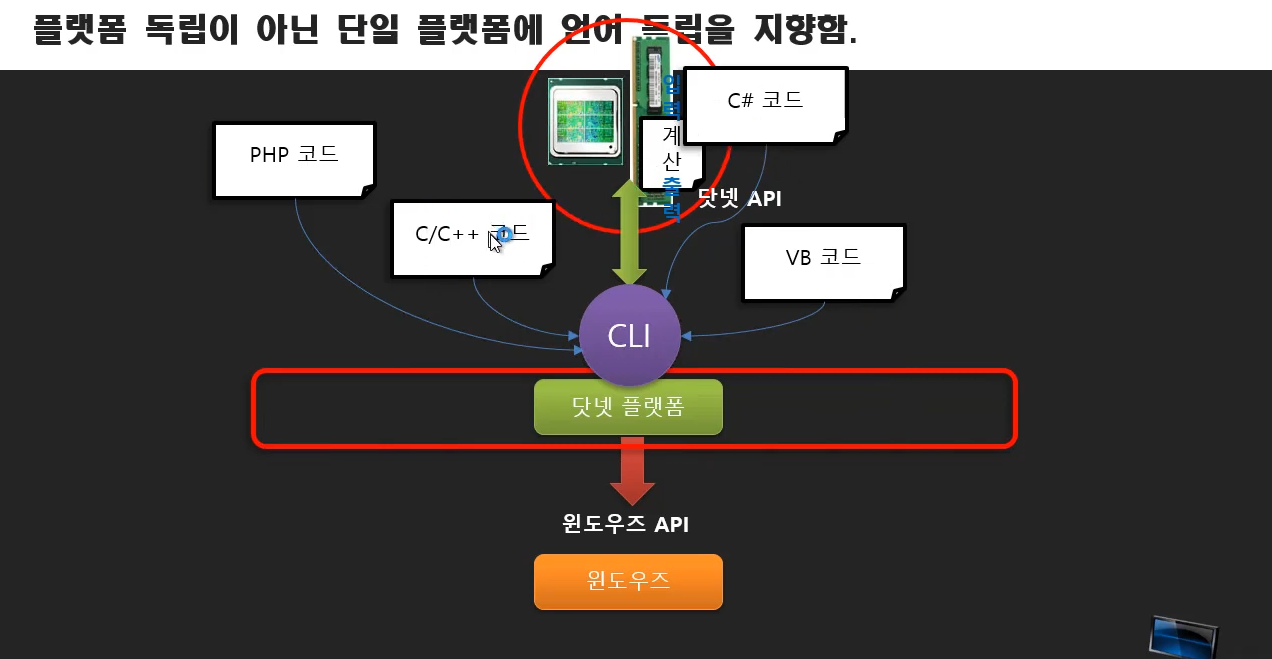 플랫폼 독립이 아닌 단일 플랫폼에 언어 독립을 지향함.
C# 코드
입
력
계
산
출
력
PHP 코드
닷넷 API
C/C++ 코드
VB 코드
CLI
닷넷 플랫폼
윈도우즈 API
윈도우즈